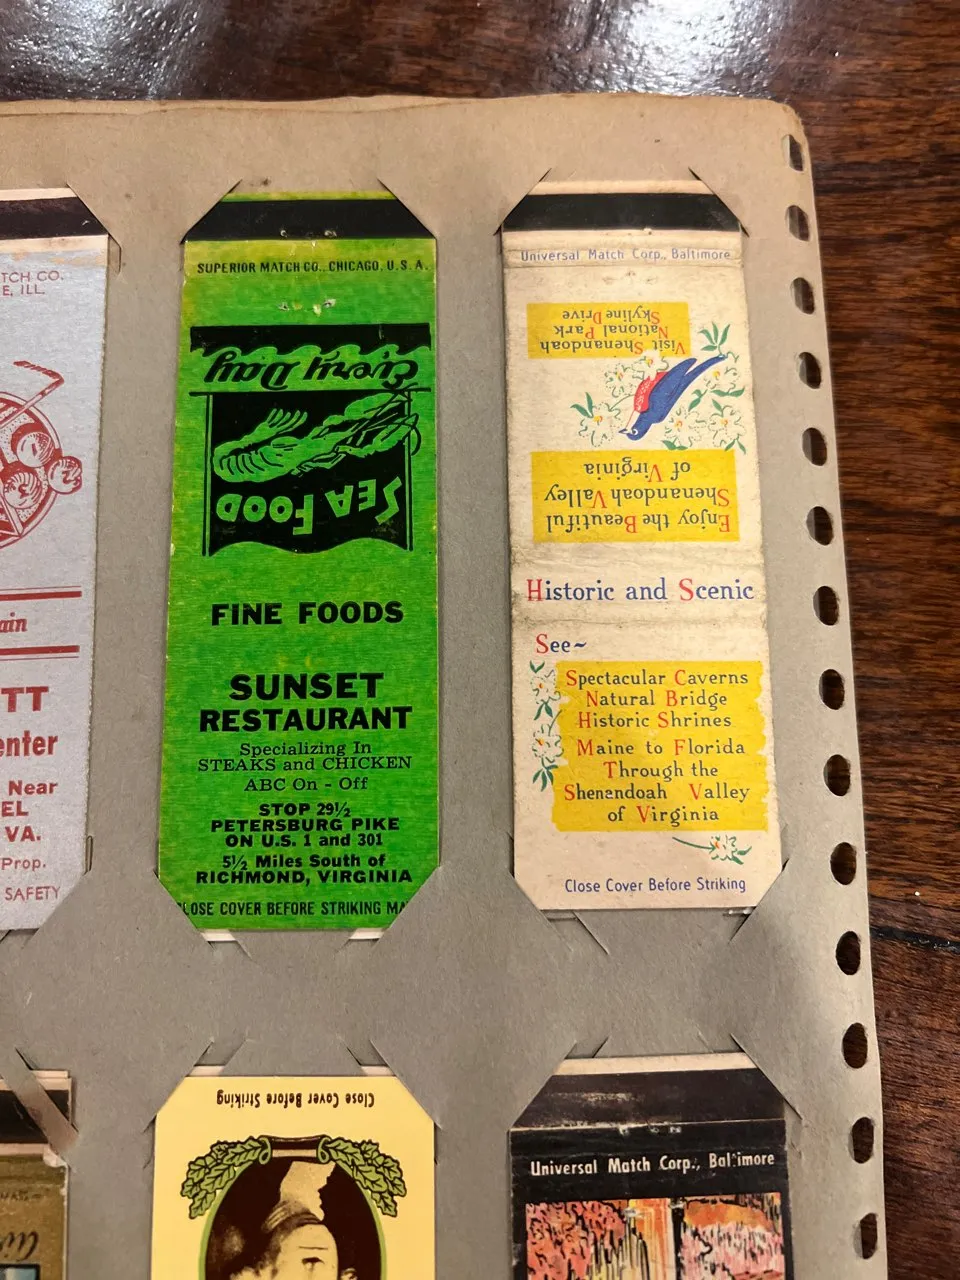 TCH CO.
E, ILL.
ain
TT
enter
Near
EL
VA.
Prop.
SAFETY
SUPERIOR MATCH CO., CHICAGO, U.S.A.
Every Day
SEA FOOD
FINE FOODS
SUNSET
RESTAURANT
Specializing In
STEAKS and CHICKEN
ABC On - Off
STOP 29½
PETERSBURG PIKE
ON U.S. 1 and 301
5½ Miles South of
RICHMOND, VIRGINIA
LOSE COVER BEFORE STRIKING MA
Universal Match Corp., Baltimore
Visit Shenandoah
National Park
Skyline Drive
Enjoy the Beautiful
Shenandoah Valley
of Virginia
Historic and Scenic
See~
Spectacular Caverns
Natural Bridge
Historic Shrines
Maine to Florida
Through the
Shenandoah Valley
of Virginia
Close Cover Before Striking
Close Cover Before Striking
Universal Match Corp., Baltimore